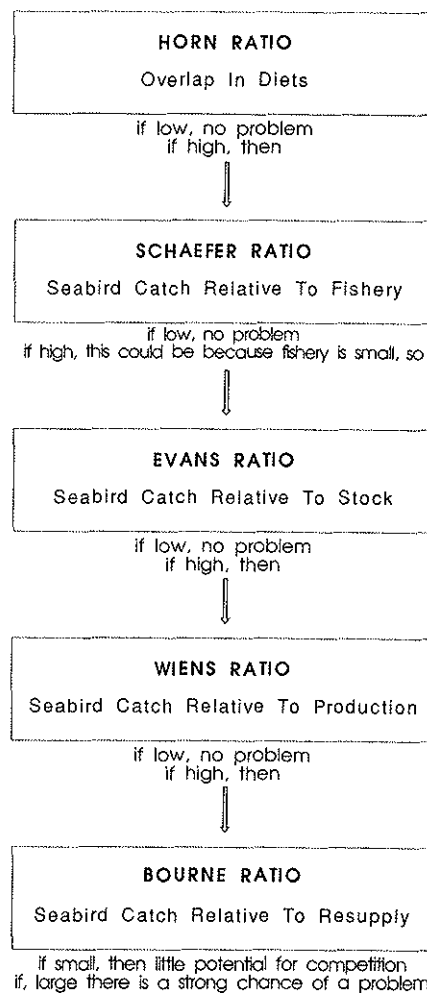 HORN RATIO
Overlap In Diets
if low, no problem
if high, then
SCHAEFER RATIO
Seabird Catch Relative To Fishery
if low, no problem
if high, this could be because fishery is small, so
EVANS RATIO
Seabird Catch Relative To Stock
if low, no problem
if high, then
WIENS RATIO
Seabird Catch Relative To Production
if low, no problem
if high, then
BOURNE RATIO
Seabird Catch Relative To Resupply
if small, then little potential for competition
if, large there is a strong chance of a problem